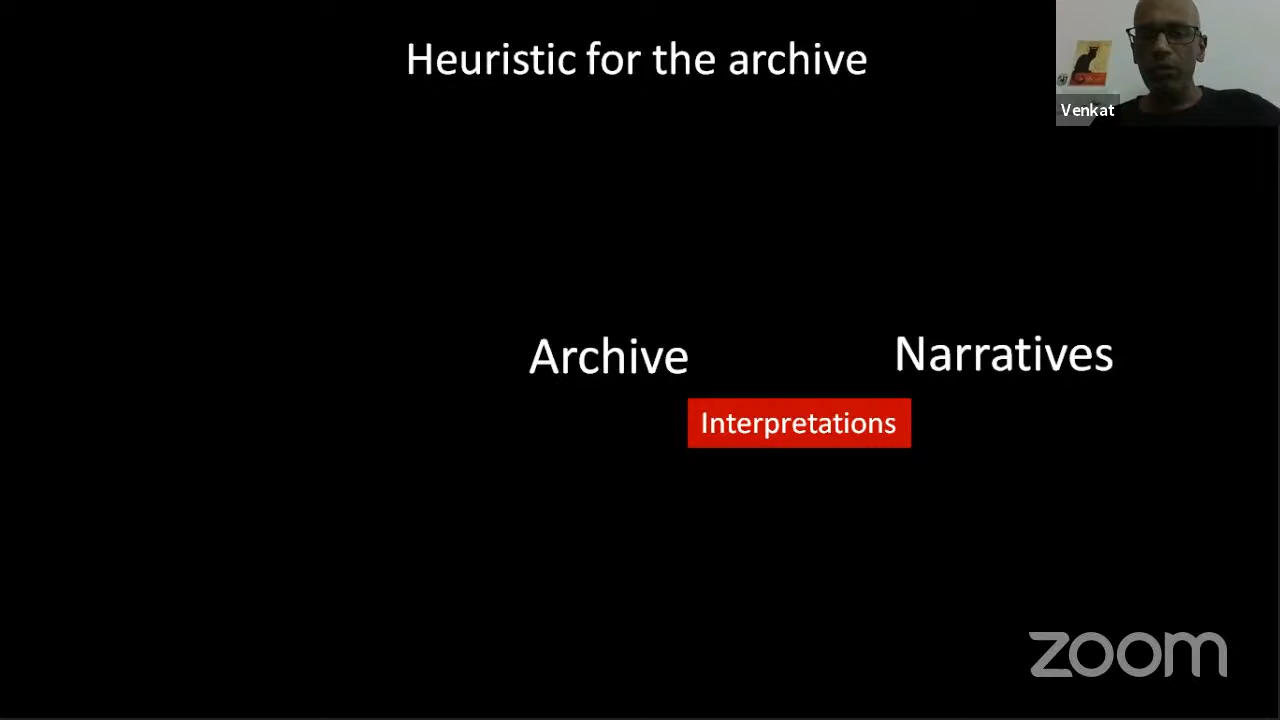 Heuristic for the archive
Venkat
Archive
Narratives
Interpretations
zoom